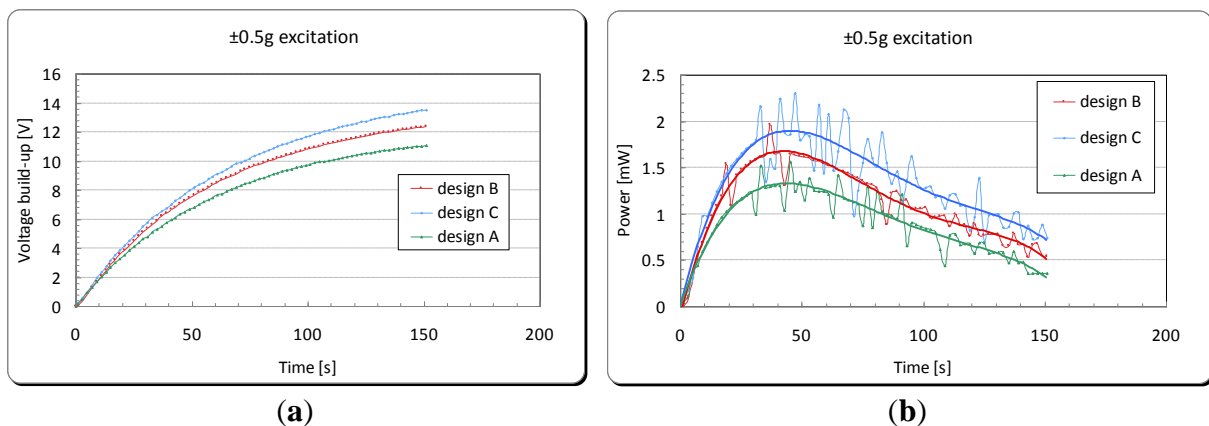 ±0.5g excitation
Voltage build-up [V]
16
14
12
10
8
6
4
2
0
0 50 100 150 200
Time [s]
design B
design C
design A
(a)
±0.5g excitation
Power [mW]
2.5
2
1.5
1
0.5
0
0 50 100 150 200
Time [s]
design B
design C
design A
(b)